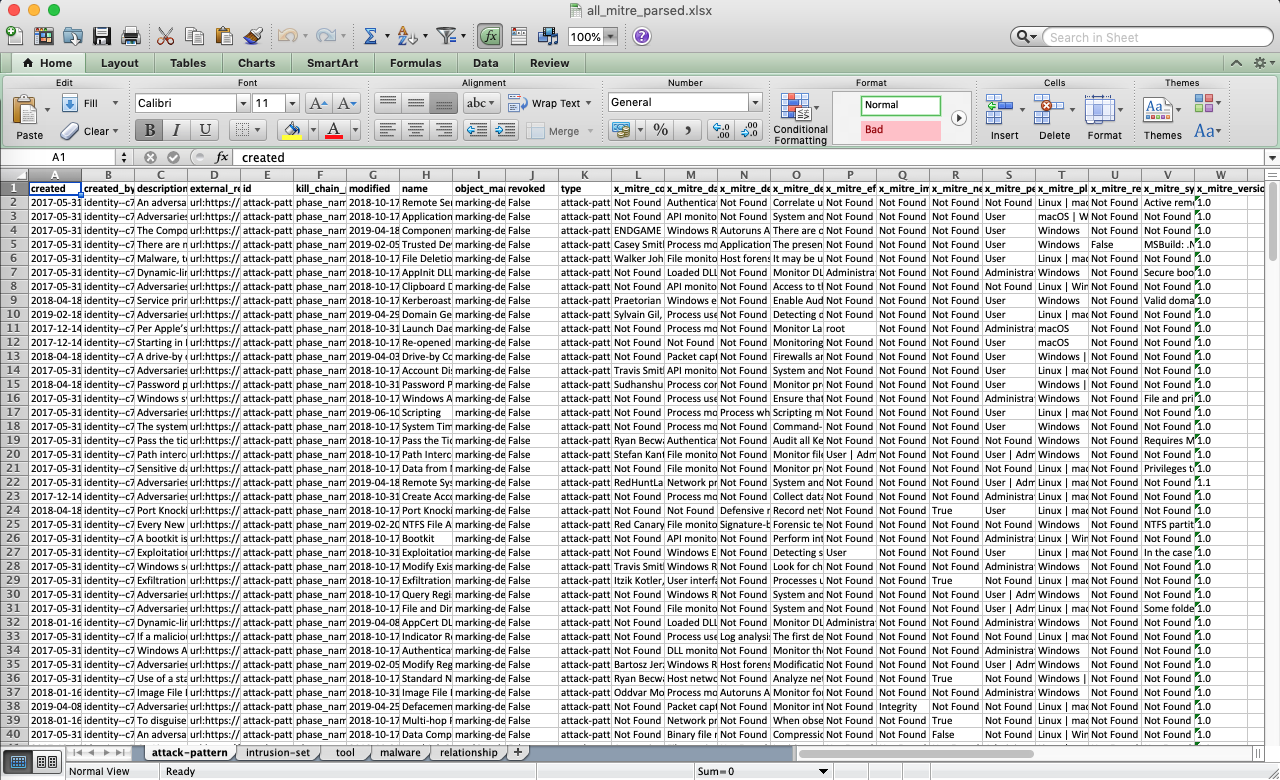 all_mitre_parsed.xlsx
100% Search in Sheet
Home Layout Tables Charts SmartArt Formulas Data Review
Edit Font Alignment Number Format Cells Themes
Paste Fill Calibri 11 abc Wrap Text General Conditional Formatting Normal Insert Delete Format Themes Aa
Clear B I U Merge % Bad
A1 fx created
A B C D E F G H I J K L M N O P Q R S T U V W
1 created created_by description external_re id kill_chain_ modified name object_mar revoked type x_mitre_co x_mitre_da x_mitre_de x_mitre_de x_mitre_ef x_mitre_im x_mitre_ne x_mitre_pe x_mitre_pl x_mitre_re x_mitre_sy x_mitre_version
2 2017-05-31 identity--c7 An adversa url:https:// attack-patt phase_nam 2018-10-17 Remote Ser marking-de False attack-patt Not Found Authenticat Not Found Correlate u Not Found Not Found Not Found Not Found Linux | mac Not Found Active remo 1.0
3 2017-05-31 identity--c7 Adversaries url:https:// attack-patt phase_nam 2018-10-17 Application marking-de False attack-patt Not Found API monitor Not Found System and Not Found Not Found Not Found User macOS | W Not Found Not Found 1.0
4 2017-05-31 identity--c7 The Compo url:https:// attack-patt phase_nam 2019-04-18 Component marking-de False attack-patt ENDGAME Windows R Autoruns A There are o Not Found Not Found Not Found User Windows Not Found Not Found 1.0
5 2017-05-31 identity--c7 There are m url:https:// attack-patt phase_nam 2019-02-05 Trusted Dev marking-de False attack-patt Casey Smith Process mo Application The presen Not Found Not Found Not Found User Windows False MSBuild: .N 1.0
6 2017-05-31 identity--c7 Malware, to url:https:// attack-patt phase_nam 2018-10-17 File Deletion marking-de False attack-patt Walker Joh File monito Host forens It may be u Not Found Not Found Not Found User Linux | mac Not Found Not Found 1.0
7 2017-05-31 identity--c7 Dynamic-lin url:https:// attack-patt phase_nam 2018-10-17 AppInit DLL marking-de False attack-patt Not Found Loaded DLL Not Found Monitor DL Administrat Not Found Not Found Administrat Windows Not Found Secure boo 1.0
8 2017-05-31 identity--c7 Adversaries url:https:// attack-patt phase_nam 2018-10-17 Clipboard D marking-de False attack-patt Not Found API monitor Not Found Access to th Not Found Not Found Not Found Not Found Linux | Win Not Found Not Found 1.0
9 2018-04-18 identity--c7 Service prin url:https:// attack-patt phase_nam 2018-10-31 Kerberoast marking-de False attack-patt Praetorian Windows e Not Found Enable Aud Not Found Not Found Not Found User Windows Not Found Valid doma 1.0
10 2019-02-18 identity--c7 Adversaries url:https:// attack-patt phase_nam 2019-04-29 Domain Ge marking-de False attack-patt Sylvain Gil, Process use Not Found Detecting d Not Found Not Found Not Found User Linux | mac Not Found Not Found 1.0
11 2017-12-14 identity--c7 Per Apple's url:https:// attack-patt phase_nam 2018-10-31 Launch Dae marking-de False attack-patt Not Found Process mo Not Found Monitor La root Not Found Not Found Administrat macOS Not Found Not Found 1.0
12 2017-12-14 identity--c7 Starting in M url:https:// attack-patt phase_nam 2018-10-17 Re-opened marking-de False attack-patt Not Found Not Found Not Found Monitoring Not Found Not Found Not Found User macOS Not Found Not Found 1.0
13 2018-04-18 identity--c7 A drive-by c url:https:// attack-patt phase_nam 2019-04-03 Drive-by Co marking-de False attack-patt Not Found Packet capt Not Found Firewalls an Not Found Not Found Not Found User Windows | Not Found Not Found 1.0
14 2017-05-31 identity--c7 Adversaries url:https:// attack-patt phase_nam 2018-10-17 Account Dis marking-de False attack-patt Travis Smith API monitor Not Found System and Not Found Not Found Not Found User Linux | mac Not Found Not Found 1.0
15 2018-04-18 identity--c7 Password p url:https:// attack-patt phase_nam 2018-10-31 Password P marking-de False attack-patt Sudhanshu Process con Not Found Monitor pro Not Found Not Found Not Found User Windows | Not Found Not Found 1.0
16 2017-05-31 identity--c7 Windows sy url:https:// attack-patt phase_nam 2018-10-31 Windows A marking-de False attack-patt Not Found File monito Not Found Ensure that Not Found Not Found Not Found Administrat Windows Not Found File and pri 1.0
17 2017-05-31 identity--c7 Adversaries url:https:// attack-patt phase_nam 2019-06-10 Scripting marking-de False attack-patt Not Found Process mo Process wh Scripting m Not Found Not Found Not Found User Linux | mac Not Found Not Found 1.0
18 2017-05-31 identity--c7 The system url:https:// attack-patt phase_nam 2018-10-17 System Tim marking-de False attack-patt Not Found Process mo Not Found Command- Not Found Not Found Not Found User Windows Not Found Not Found 1.0
19 2017-05-31 identity--c7 Pass the tic url:https:// attack-patt phase_nam 2018-10-31 Pass the Tic marking-de False attack-patt Ryan Becwa Authenticat Not Found Audit all Ke Not Found Not Found Not Found Not Found Windows Not Found Requires M 1.0
20 2017-05-31 identity--c7 Path interc url:https:// attack-patt phase_nam 2018-10-31 Path Interc marking-de False attack-patt Stefan Kant File monito Not Found Monitor file User | Adm Not Found Not Found User | Adm Windows Not Found Not Found 1.0
21 2017-05-31 identity--c7 Sensitive da url:https:// attack-patt phase_nam 2018-10-17 Data from N marking-de False attack-patt Not Found File monito Not Found Monitor pro Not Found Not Found Not Found Not Found Linux | mac Not Found Privileges t 1.0
22 2017-05-31 identity--c7 Adversaries url:https:// attack-patt phase_nam 2019-04-18 Remote Sys marking-de False attack-patt RedHuntLa Network pr Not Found System and Not Found Not Found Not Found User | Adm Linux | mac Not Found Not Found 1.1
23 2017-12-14 identity--c7 Adversaries url:https:// attack-patt phase_nam 2018-10-31 Create Acco marking-de False attack-patt Not Found Process mo Not Found Collect data Not Found Not Found Not Found Administrat Linux | mac Not Found Not Found 1.0
24 2018-04-18 identity--c7 Port Knocki url:https:// attack-patt phase_nam 2018-10-17 Port Knocki marking-de False attack-patt Not Found Not Found Defensive m Record net Not Found Not Found True User Linux | mac Not Found Not Found 1.0
25 2017-05-31 identity--c7 Every New url:https:// attack-patt phase_nam 2019-02-20 NTFS File A marking-de False attack-patt Red Canary File monito Signature-b Forensic tec Not Found Not Found Not Found Not Found Windows Not Found NTFS partit 1.0
26 2017-05-31 identity--c7 A bootkit is url:https:// attack-patt phase_nam 2018-10-17 Bootkit marking-de False attack-patt Not Found API monitor Not Found Perform int Not Found Not Found Not Found Administrat Linux | Win Not Found Not Found 1.0
27 2017-05-31 identity--c7 Exploitation url:https:// attack-patt phase_nam 2018-10-31 Exploitation marking-de False attack-patt Not Found Windows E Not Found Detecting s User Not Found Not Found User Linux | mac Not Found In the case 1.0
28 2017-05-31 identity--c7 Windows se url:https:// attack-patt phase_nam 2018-10-31 Modify Exis marking-de False attack-patt Travis Smith Windows R Not Found Look for ch Not Found Not Found Not Found Administrat Windows Not Found Not Found 1.0
29 2017-05-31 identity--c7 Exfiltration url:https:// attack-patt phase_nam 2018-10-17 Exfiltration marking-de False attack-patt Itzik Kotler, User interfa Not Found Processes u Not Found Not Found True Not Found Linux | mac Not Found Not Found 1.0
30 2017-05-31 identity--c7 Adversaries url:https:// attack-patt phase_nam 2018-10-17 Query Regi marking-de False attack-patt Not Found Windows R Not Found System and Not Found Not Found Not Found User | Adm Windows Not Found Not Found 1.0
31 2017-05-31 identity--c7 Adversaries url:https:// attack-patt phase_nam 2018-10-17 File and Dir marking-de False attack-patt Not Found File monito Not Found System and Not Found Not Found Not Found User | Adm Linux | mac Not Found Some folde 1.0
32 2018-01-16 identity--c7 Dynamic-lin url:https:// attack-patt phase_nam 2019-04-08 AppCert DL marking-de False attack-patt Not Found Loaded DLL Not Found Monitor DL Administrat Not Found Not Found Administrat Windows Not Found Not Found 1.0
33 2017-05-31 identity--c7 If a maliciou url:https:// attack-patt phase_nam 2018-10-17 Indicator Re marking-de False attack-patt Not Found Process use Log analysis The first de Not Found Not Found Not Found Not Found Linux | mac Not Found Not Found 1.0
34 2017-05-31 identity--c7 Windows A url:https:// attack-patt phase_nam 2018-10-17 Authenticat marking-de False attack-patt Not Found DLL monito Not Found Monitor the Not Found Not Found Not Found Administrat Windows Not Found Not Found 1.0
35 2017-05-31 identity--c7 Adversaries url:https:// attack-patt phase_nam 2019-02-05 Modify Reg marking-de False attack-patt Bartosz Jerz Windows R Host forens Modification Not Found Not Found Not Found User | Adm Windows Not Found Not Found 1.0
36 2017-05-31 identity--c7 Use of a sta url:https:// attack-patt phase_nam 2018-10-17 Standard N marking-de False attack-patt Ryan Becwa Host netwo Not Found Analyze net Not Found Not Found True Not Found Windows | Not Found Not Found 1.0
37 2018-01-16 identity--c7 Image File E url:https:// attack-patt phase_nam 2018-10-31 Image File E marking-de False attack-patt Oddvar Mo Process mo Autoruns A Monitor for Not Found Not Found Not Found Administrat Windows Not Found Not Found 1.0
38 2019-04-08 identity--c7 Adversaries url:https:// attack-patt phase_nam 2019-04-25 Defacemen marking-de False attack-patt Not Found Packet capt Not Found Monitor int Not Found Integrity Not Found Not Found Linux | mac Not Found Not Found 1.0
39 2018-01-16 identity--c7 To disguise url:https:// attack-patt phase_nam 2018-10-17 Multi-hop P marking-de False attack-patt Not Found Network pr Not Found When obse Not Found Not Found True Not Found Linux | mac Not Found Not Found 1.0
40 2017-05-31 identity--c7 Adversaries url:https:// attack-patt phase_nam 2018-10-17 Data Comp marking-de False attack-patt Not Found Binary file m Not Found Compressio Not Found Not Found False Not Found Linux | mac Not Found Not Found 1.0
attack-pattern intrusion-set tool malware relationship +
Normal View Ready Sum=0